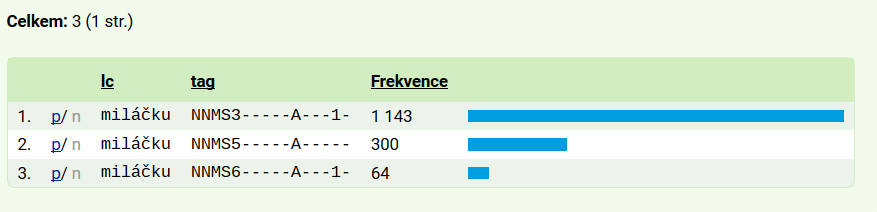 Celkem: 3 (1 str.)
lc tag Frekvence
1. p/ n miláčku NNMS3-----A---1- 1 143
2. p/ n miláčku NNMS5-----A----- 300
3. p/ n miláčku NNMS6-----A---1- 64